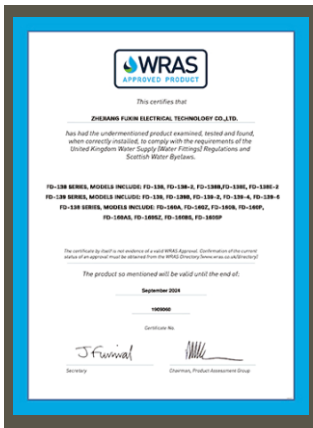 WRAS
APPROVED PRODUCT
This certifies that
ZHEJIANG FUXIN ELECTRICAL TECHNOLOGY CO.,LTD.
has had the undermentioned product examined, tested and found,
when correctly installed, to comply with the requirements of the
United Kingdom Water Supply (Water Fittings) Regulations and
Scottish Water Byelaws.
FD-138 SERIES, MODELS INCLUDE: FD-138, FD-138-2, FD-138B, FD-138E, FD-138E-2
FD-139 SERIES, MODELS INCLUDE: FD-139, FD-139B, FD-139-2, FD-139-4, FD-139-6
SERIES, MODELS INCLUDE: FD-160A, FD-160Z, FD-160B, FD-160P,
FD-160AS, FD-160SZ, FD-160BS, FD-160SP
The certificate by itself is not evidence of a valid WRAS Approval. Confirmation of the current
status of an approval must be obtained from the WRAS Directory (www.wras.co.uk/directory)
The product so mentioned will be valid until the end of:
September 2024
Certificate No.
J Furnival
Secretary
Chairman, Product Assessment Group